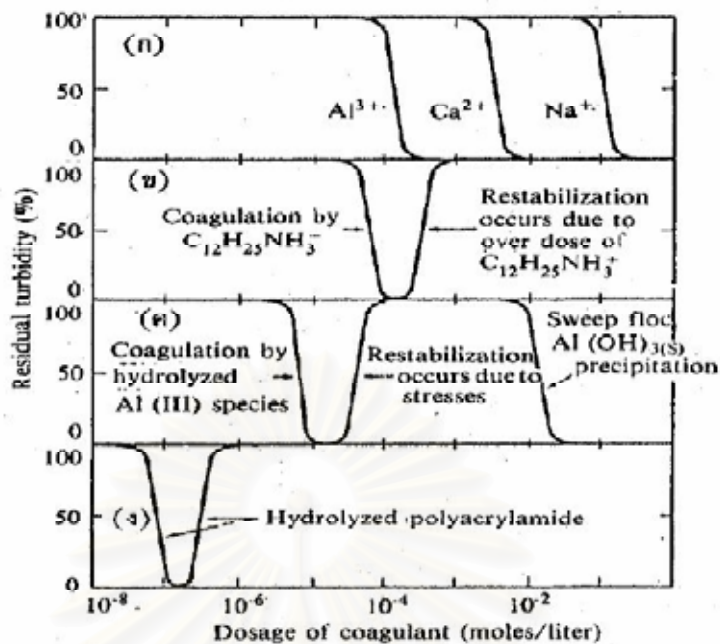 Residual turbidity (%)
100
50
0
(ก)
Al³⁺
Ca²⁺
Na⁺
100
50
0
(ข)
Coagulation by
C₁₂H₂₅NH₃⁻
Restabilization
occurs due to
over dose of
C₁₂H₂₅NH₃⁺
100
50
0
(ค)
Coagulation by
hydrolyzed
Al (III) species
Restabilization
occurs due to
stresses
Sweep floc
Al (OH)₃(S)
precipitation
100
50
0
(ง)
Hydrolyzed polyacrylamide
10⁻⁸
10⁻⁶
10⁻⁴
10⁻²
Dosage of coagulant (moles/liter)